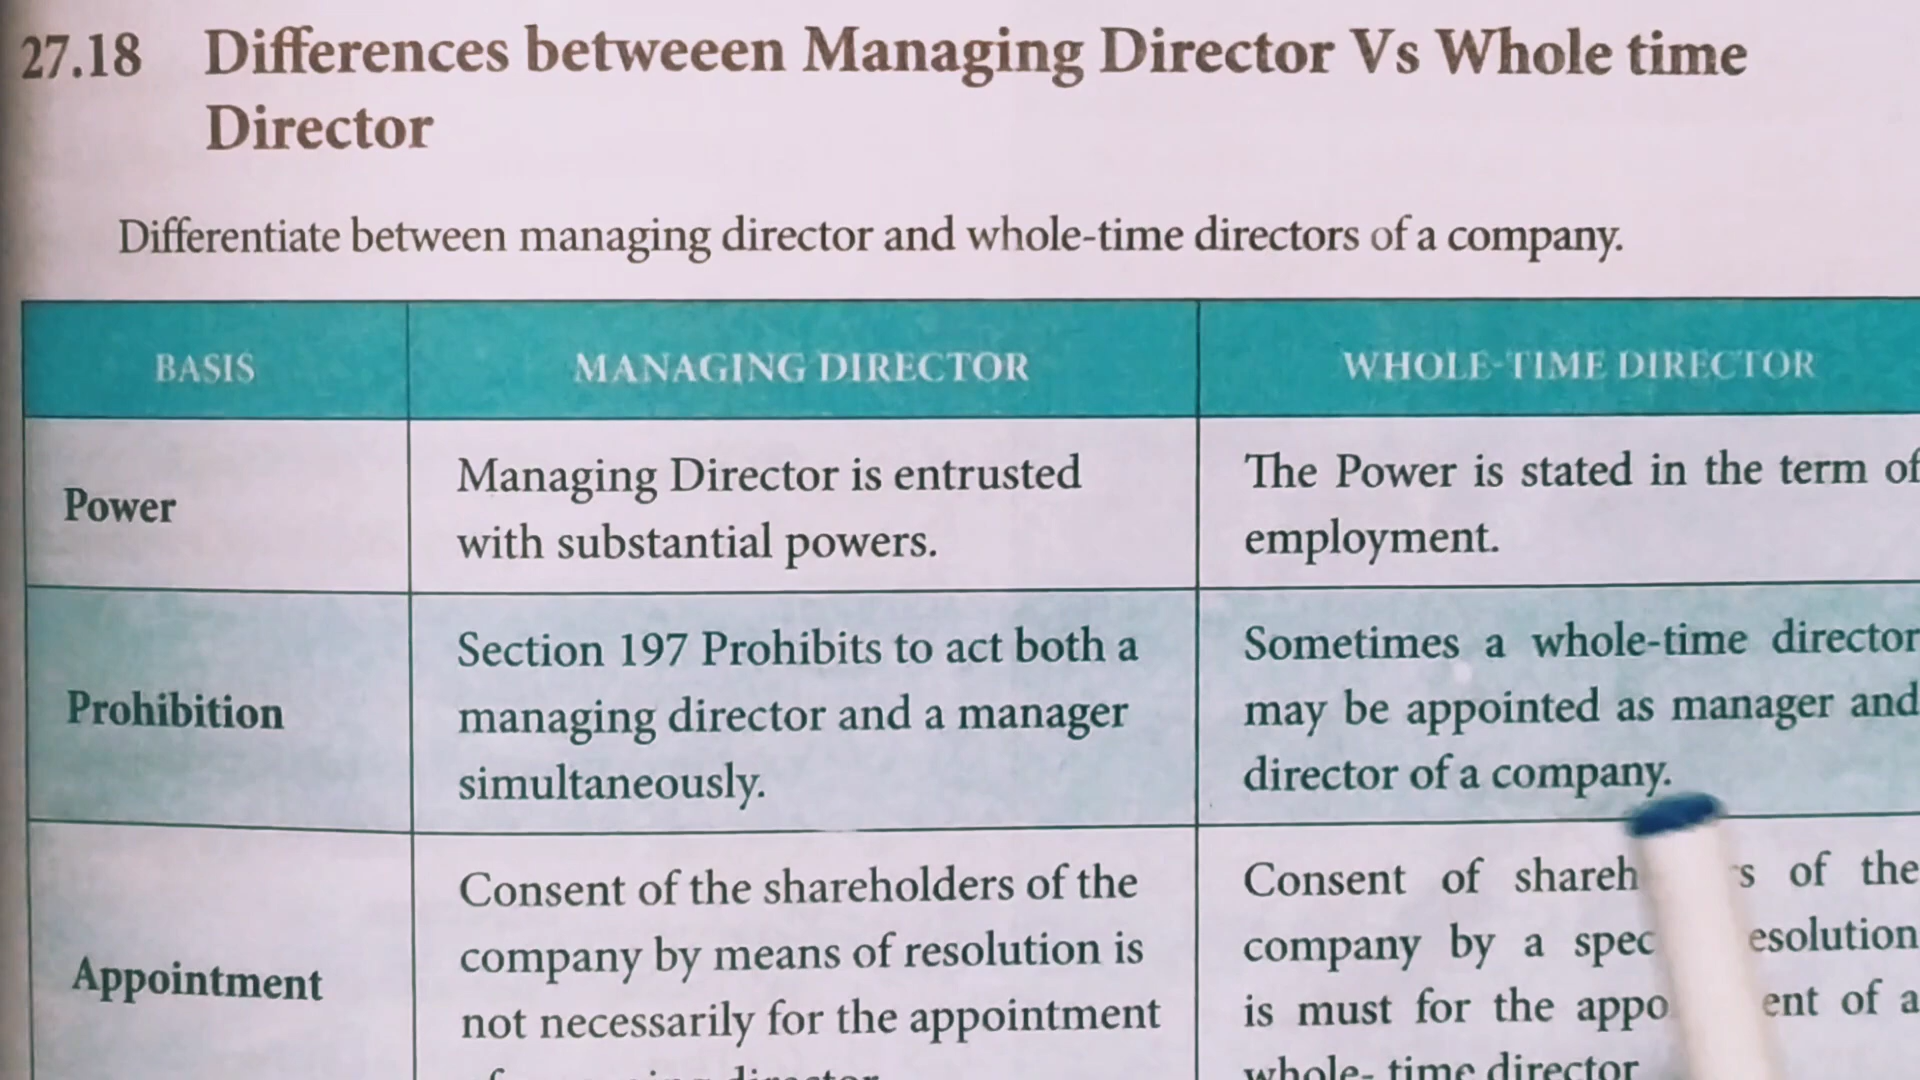 27.18 Differences betweeen Managing Director Vs Whole time
Director
Differentiate between managing director and whole-time directors of a company.
BASIS
MANAGING DIRECTOR
WHOLE-TIME DIRECTOR
Power
Managing Director is entrusted
with substantial powers.
The Power is stated in the term of
employment.
Prohibition
Section 197 Prohibits to act both a
managing director and a manager
simultaneously.
Sometimes a whole-time director
may be appointed as manager and
director of a company.
Appointment
Consent of the shareholders of the
company by means of resolution is
not necessarily for the appointment
director
Consent of of the
company by a
is must for the of a
whole- time director